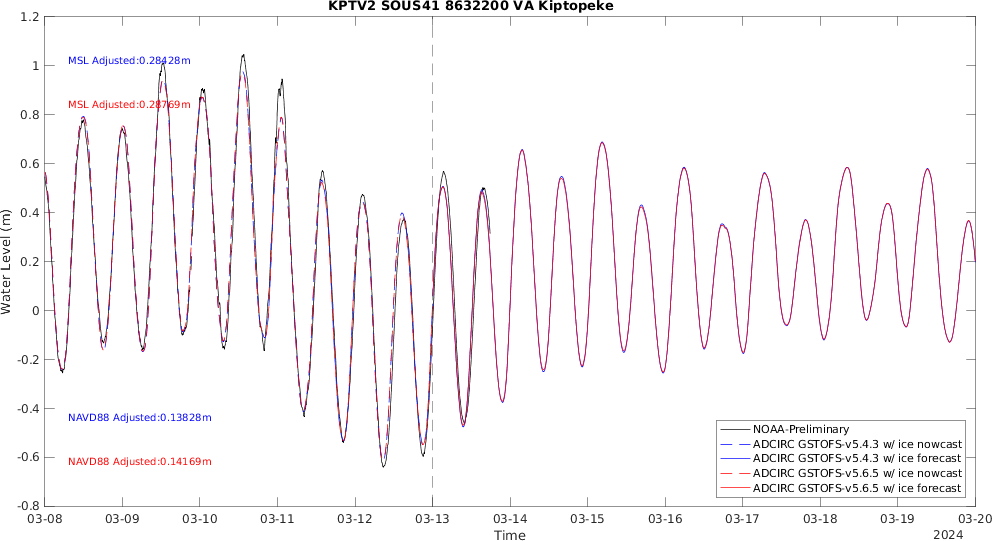 KPTV2 SOUS41 8632200 VA Kiptopeke
1.2
1
0.8
0.6
0.4
0.2
0
-0.2
-0.4
-0.6
-0.8
Water Level (m)
MSL Adjusted:0.28428m
MSL Adjusted:0.28769m
NAVD88 Adjusted:0.13828m
NAVD88 Adjusted:0.14169m
NOAA-Preliminary
ADCIRC GSTOFS-v5.4.3 w/ ice nowcast
ADCIRC GSTOFS-v5.4.3 w/ ice forecast
ADCIRC GSTOFS-v5.6.5 w/ ice nowcast
ADCIRC GSTOFS-v5.6.5 w/ ice forecast
03-08 03-09 03-10 03-11 03-12 03-13 03-14 03-15 03-16 03-17 03-18 03-19 03-20
Time
2024